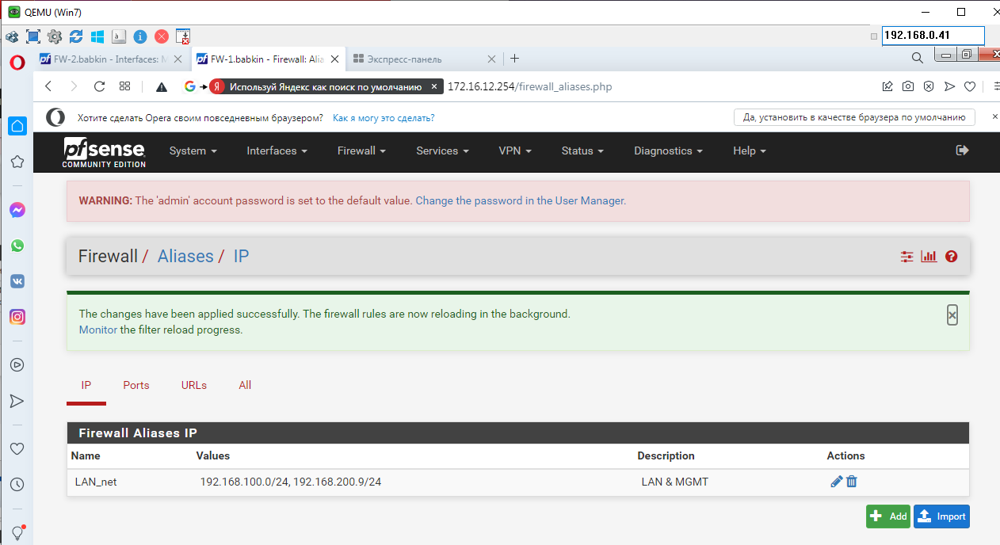 QEMU (Win7)
192.168.0.41
FW-2.babkin - Interfaces: M
FW-1.babkin - Firewall: Alia
Экспресс-панель
Используй Яндекс как поиск по умолчанию
172.16.12.254/firewall_aliases.php
Хотите сделать Opera своим повседневным браузером? Как я могу это сделать?
Да, установить в качестве браузера по умолчанию
pfsense
COMMUNITY EDITION
System Interfaces Firewall Services VPN Status Diagnostics Help
WARNING: The 'admin' account password is set to the default value. Change the password in the User Manager.
Firewall / Aliases / IP
The changes have been applied successfully. The firewall rules are now reloading in the background.
Monitor the filter reload progress.
IP Ports URLs All
Firewall Aliases IP
Name Values Description Actions
LAN_net 192.168.100.0/24, 192.168.200.9/24 LAN & MGMT
Add Import